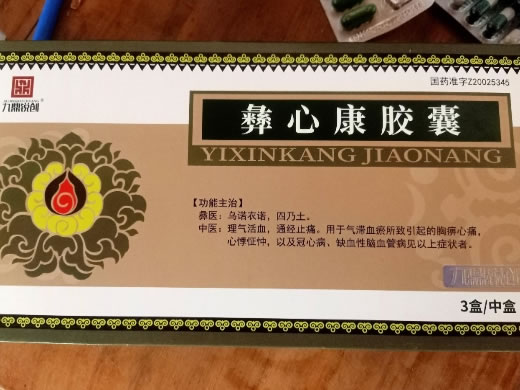 九鼎锐创
国药准字Z20025345
彝心康胶囊
YIXINKANG JIAONANG
【功能主治】
彝医：乌诺衣诺，四乃土。
中医：理气活血，通经止痛。用于气滞血瘀所致引起的胸痹心痛，
心悸怔忡，以及冠心病、缺血性脑血管病见以上症状者。
3盒/中盒